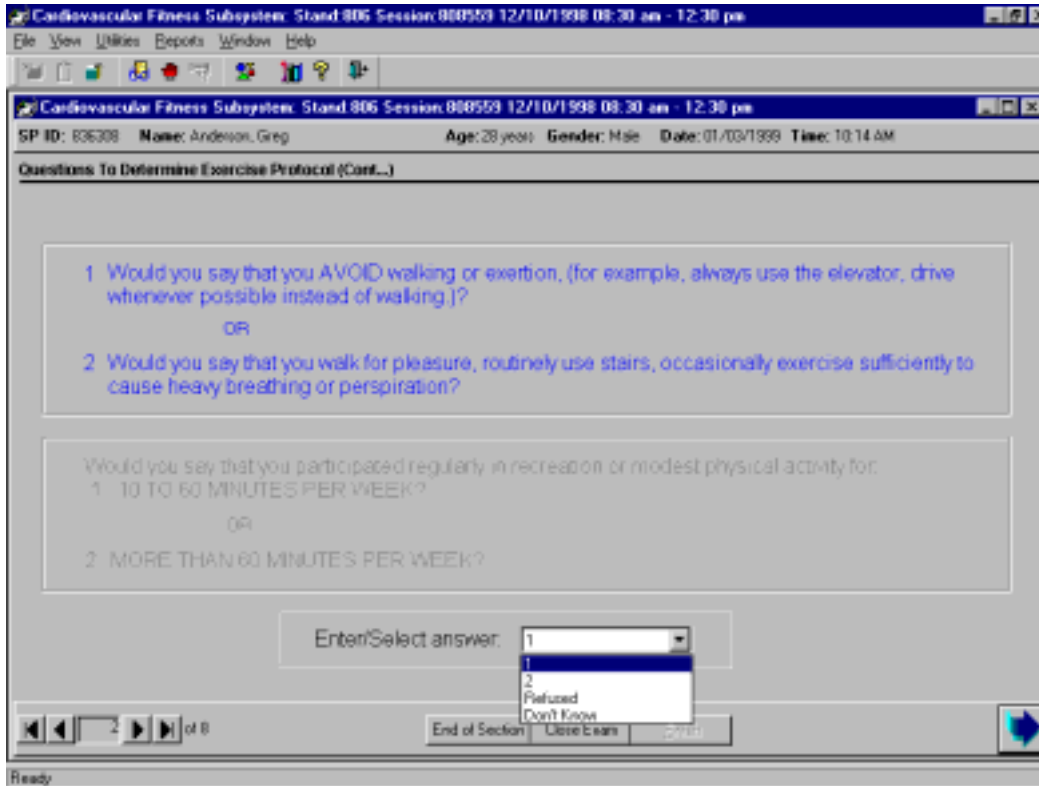 Cardiovascular Fitness Subsystem: Stand:806 Session:808559 12/10/1998 08:30 am - 12:30 pm
File View Utilities Reports Window Help
Cardiovascular Fitness Subsystem: Stand:806 Session:808559 12/10/1998 08:30 am - 12:30 pm
SP ID: 836308 Name: Anderson, Greg Age: 28 years Gender: Male Date: 01/03/1999 Time: 10:14 AM
Questions To Determine Exercise Protocol (Cont...)
1 Would you say that you AVOID walking or exertion, (for example, always use the elevator, drive
whenever possible instead of walking.)?
OR
2 Would you say that you walk for pleasure, routinely use stairs, occasionally exercise sufficiently to
cause heavy breathing or perspiration?
Would you say that you participated regularly in recreation or modest physical activity for:
1 10 TO 60 MINUTES PER WEEK?
OR
2 MORE THAN 60 MINUTES PER WEEK?
Enter/Select answer: 1
1
2
Refused
Don't Know
2 of 8 End of Section Close Exam
Ready